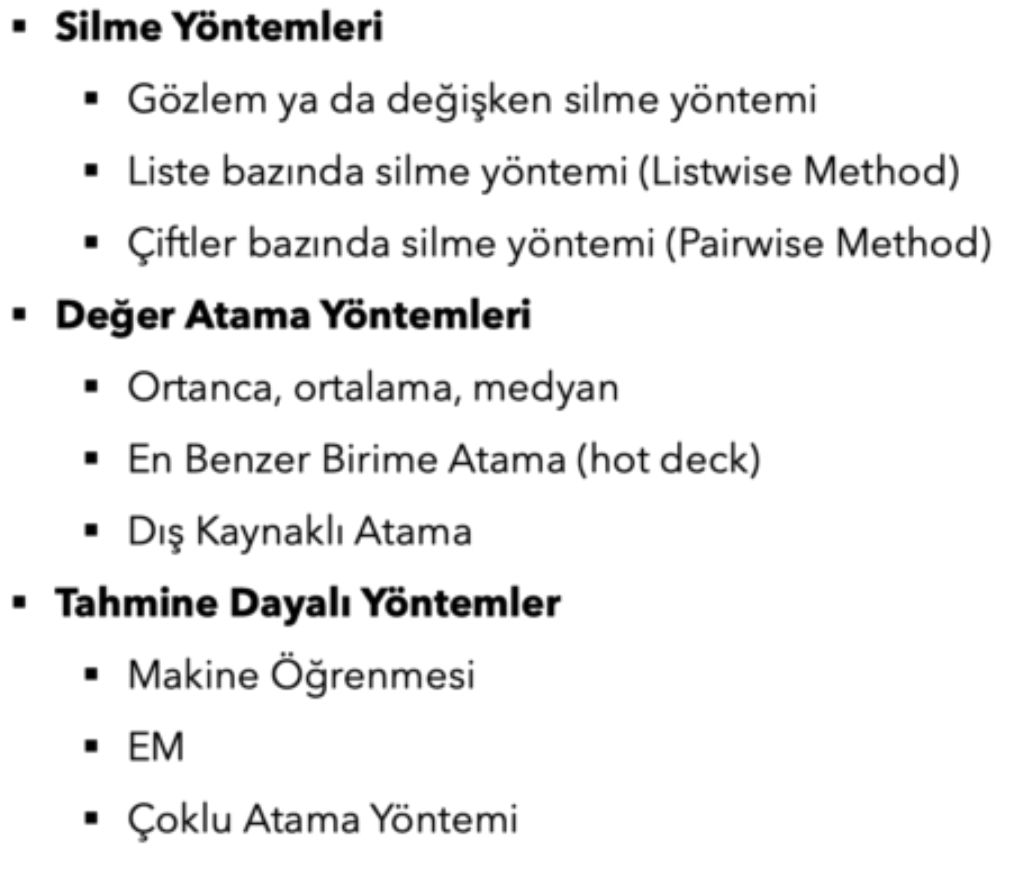 ▪ Silme Yöntemleri
▪ Gözlem ya da değişken silme yöntemi
▪ Liste bazında silme yöntemi (Listwise Method)
▪ Çiftler bazında silme yöntemi (Pairwise Method)
▪ Değer Atama Yöntemleri
▪ Ortanca, ortalama, medyan
▪ En Benzer Birime Atama (hot deck)
▪ Dış Kaynaklı Atama
▪ Tahmine Dayalı Yöntemler
▪ Makine Öğrenmesi
▪ EM
▪ Çoklu Atama Yöntemi